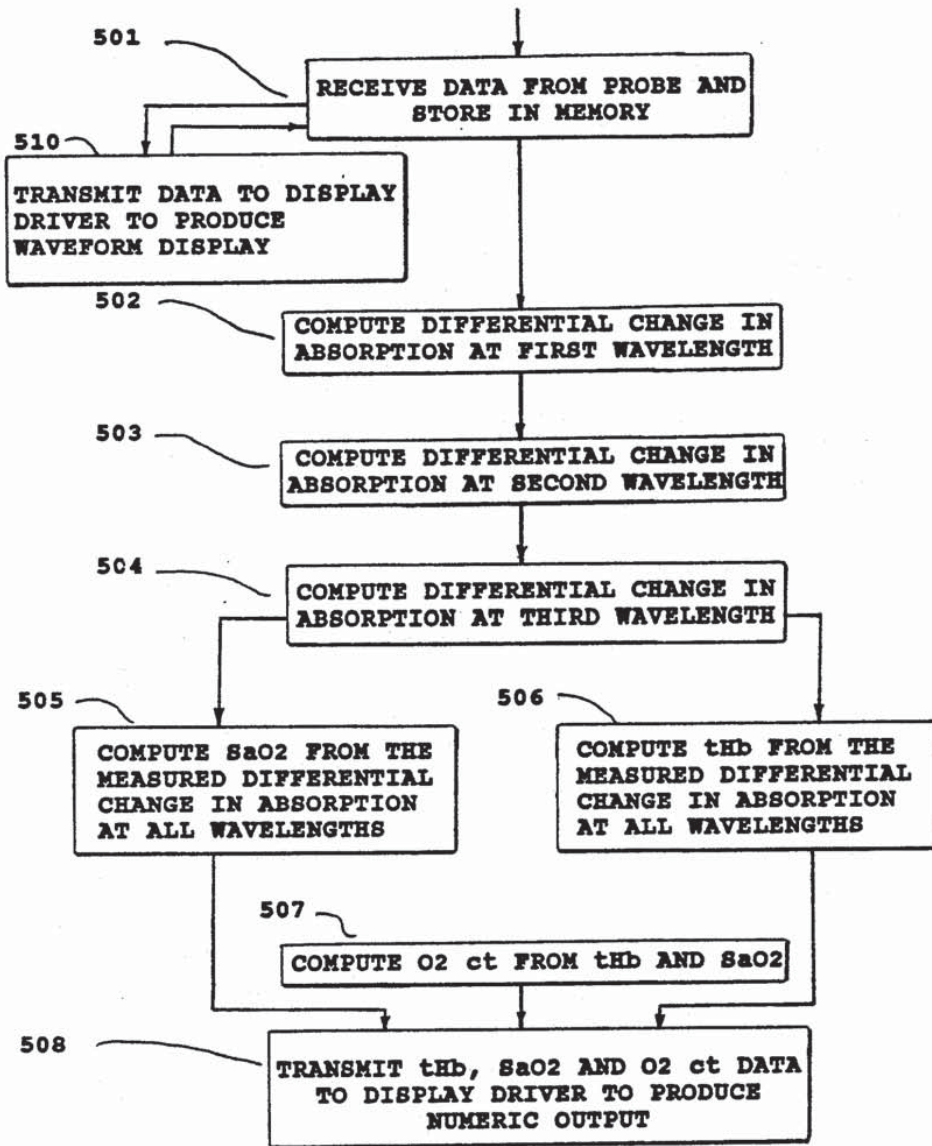 501
RECEIVE DATA FROM PROBE AND
STORE IN MEMORY
510
TRANSMIT DATA TO DISPLAY
DRIVER TO PRODUCE
WAVEFORM DISPLAY
502
COMPUTE DIFFERENTIAL CHANGE IN
ABSORPTION AT FIRST WAVELENGTH
503
COMPUTE DIFFERENTIAL CHANGE IN
ABSORPTION AT SECOND WAVELENGTH
504
COMPUTE DIFFERENTIAL CHANGE IN
ABSORPTION AT THIRD WAVELENGTH
505
COMPUTE SaO2 FROM THE
MEASURED DIFFERENTIAL
CHANGE IN ABSORPTION
AT ALL WAVELENGTHS
506
COMPUTE tHb FROM THE
MEASURED DIFFERENTIAL
CHANGE IN ABSORPTION
AT ALL WAVELENGTHS
507
COMPUTE O2 ct FROM tHb AND SaO2
508
TRANSMIT tHb, SaO2 AND O2 ct DATA
TO DISPLAY DRIVER TO PRODUCE
NUMERIC OUTPUT